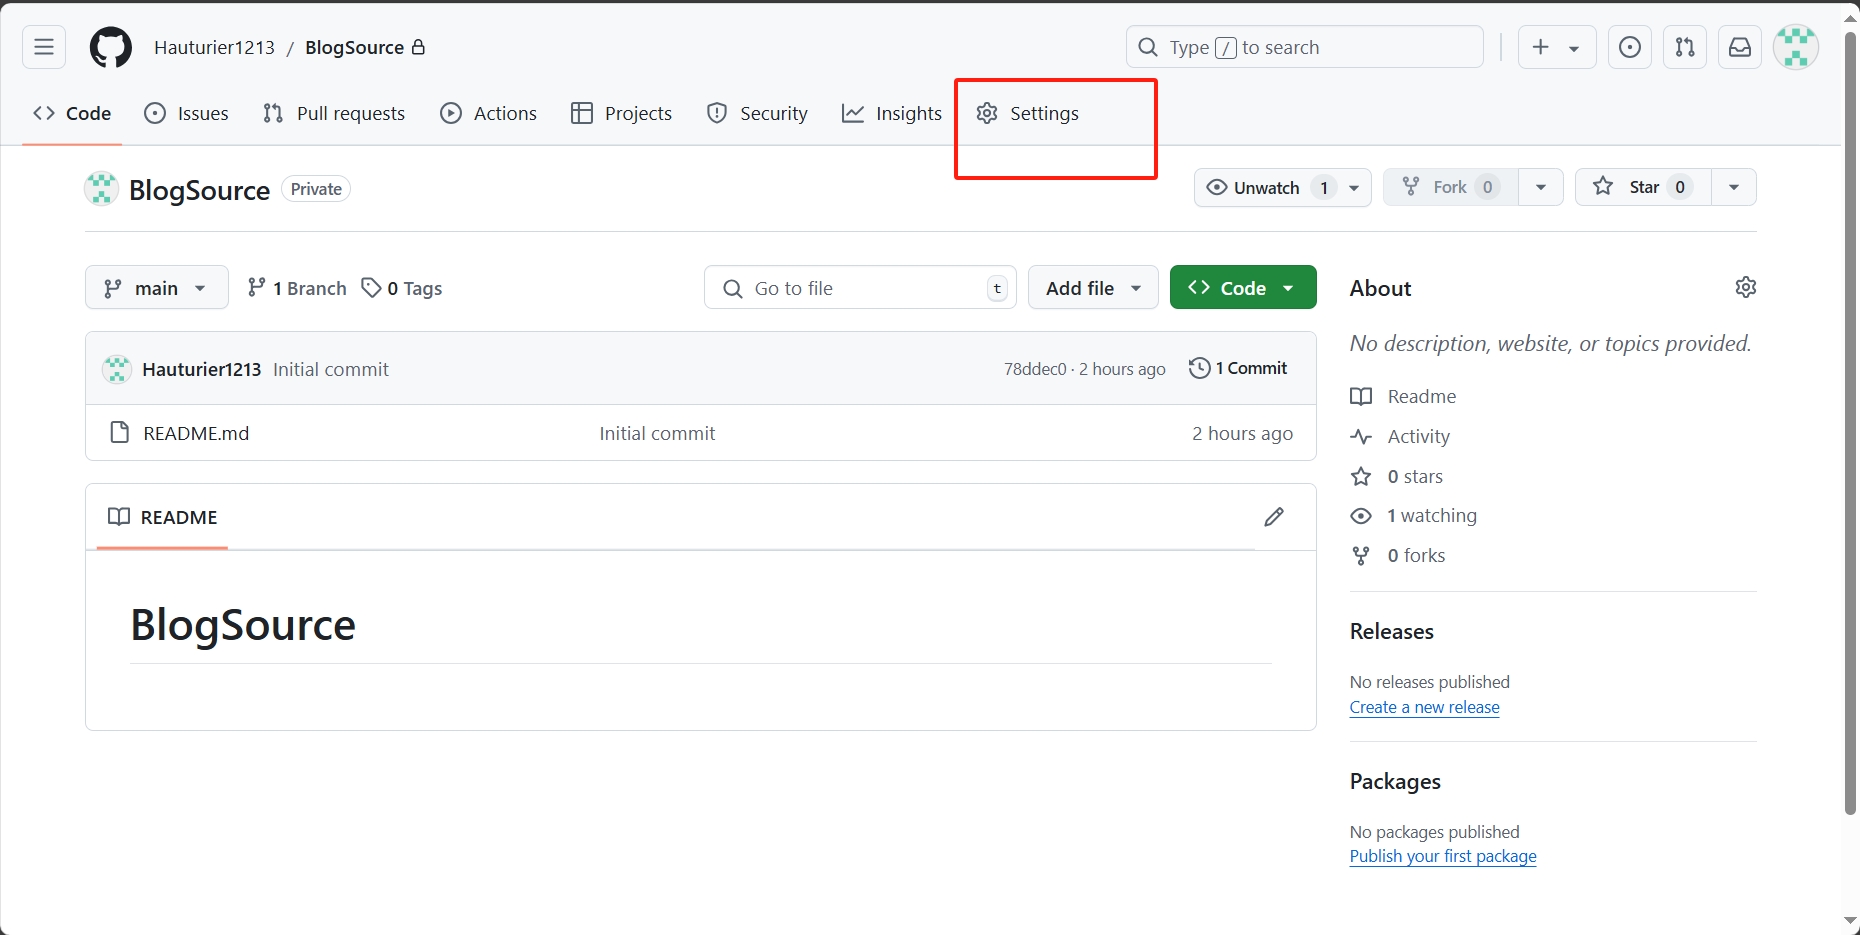 Hauturier1213 / BlogSource
Type / to search
Code Issues Pull requests Actions Projects Security Insights Settings
BlogSource Private
Unwatch 1 Fork 0 Star 0
main 1 Branch 0 Tags
Go to file t Add file Code
Hauturier1213 Initial commit 78ddec0 · 2 hours ago 1 Commit
README.md Initial commit 2 hours ago
README
BlogSource
About
No description, website, or topics provided.
Readme
Activity
0 stars
1 watching
0 forks
Releases
No releases published
Create a new release
Packages
No packages published
Publish your first package